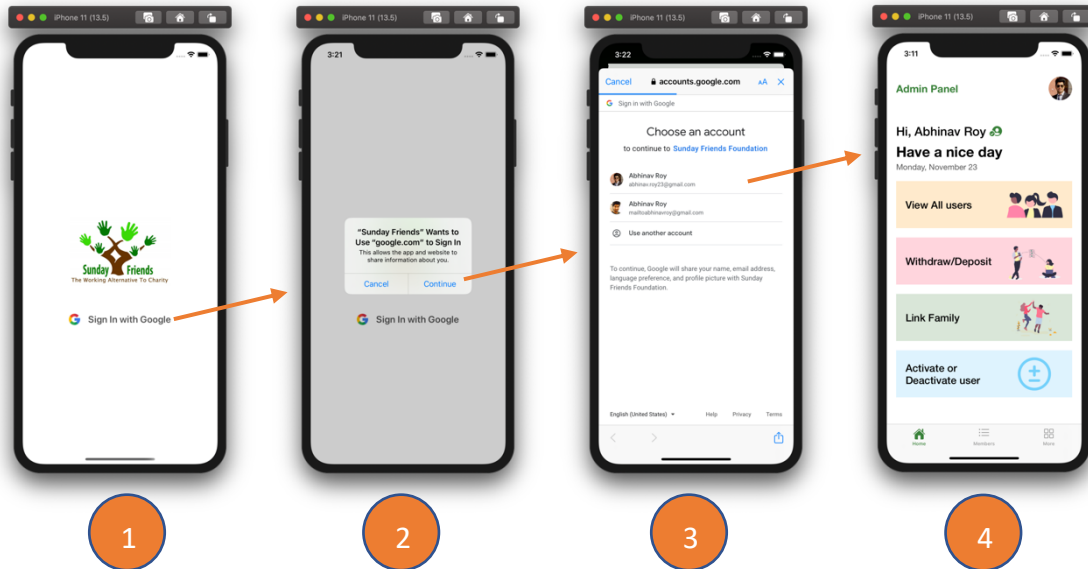 iPhone 11 (13.5)
Sunday Friends
The Working Alternative To Charity
Sign In with Google
1
iPhone 11 (13.5)
3:21
"Sunday Friends" Wants to
Use "google.com" to Sign In
This allows the app and website to
share information about you.
Cancel Continue
Sign In with Google
2
iPhone 11 (13.5)
3:22
Cancel accounts.google.com AA
Sign in with Google
Choose an account
to continue to Sunday Friends Foundation
Abhinav Roy
abhinav.roy23@gmail.com
Abhinav Roy
mailtoabhinavroy@gmail.com
Use another account
To continue, Google will share your name, email address,
language preference, and profile picture with Sunday
Friends Foundation.
English (United States) Help Privacy Terms
3
iPhone 11 (13.5)
3:11
Admin Panel
Hi, Abhinav Roy
Have a nice day
Monday, November 23
View All users
Withdraw/Deposit
Link Family
Activate or
Deactivate user
Home Members More
4